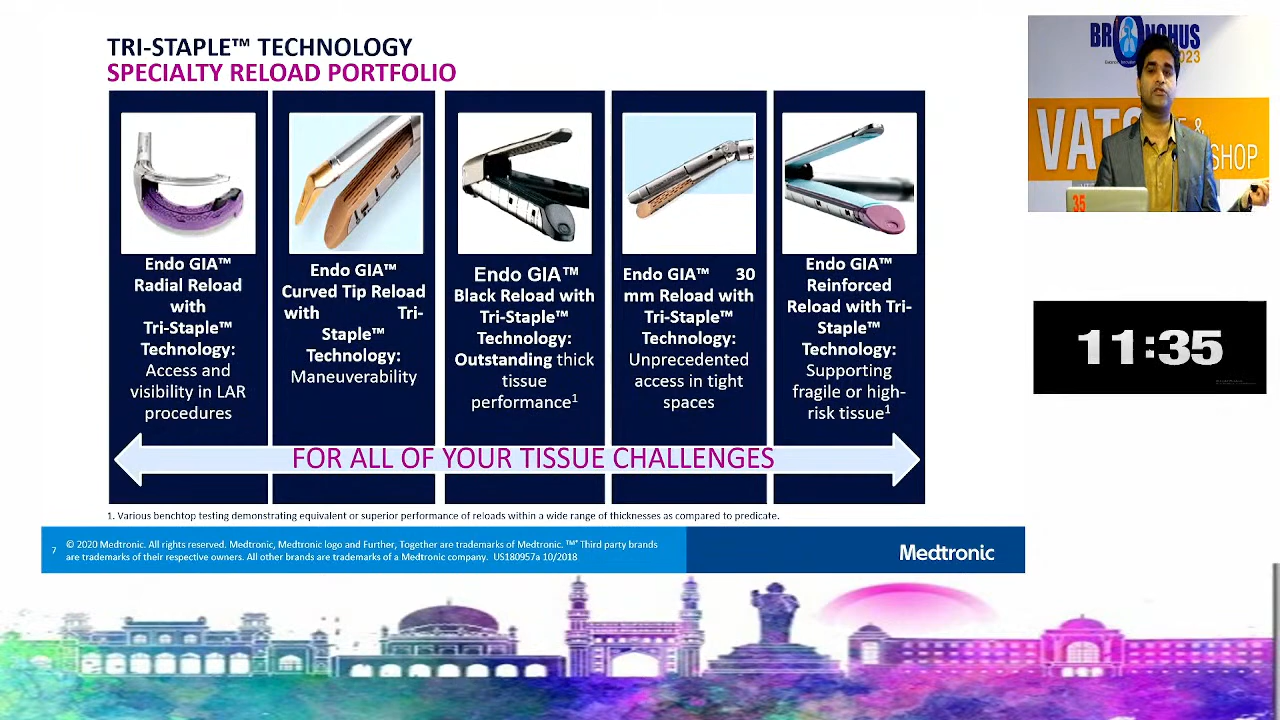 TRI-STAPLE™ TECHNOLOGY
SPECIALTY RELOAD PORTFOLIO
Endo GIA™
Radial Reload
with
Tri-Staple™
Technology:
Access and
visibility in LAR
procedures
Endo GIA™
Curved Tip Reload
with Tri-
Staple™
Technology:
Maneuverability
Endo GIA™
Black Reload with
Tri-Staple™
Technology:
Outstanding thick
tissue
performance1
Endo GIA™ 30
mm Reload with
Tri-Staple™
Technology:
Unprecedented
access in tight
spaces
Endo GIA™
Reinforced
Reload with Tri-
Staple™
Technology:
Supporting
fragile or high-
risk tissue1
FOR ALL OF YOUR TISSUE CHALLENGES
1. Various benchtop testing demonstrating equivalent or superior performance of reloads within a wide range of thicknesses as compared to predicate.
7
© 2020 Medtronic. All rights reserved. Medtronic, Medtronic logo and Further, Together are trademarks of Medtronic. ™* Third party brands
are trademarks of their respective owners. All other brands are trademarks of a Medtronic company. US180957a 10/2018
Medtronic
BRONCHUS
2023
VATS
&
SHOP
35
11:35